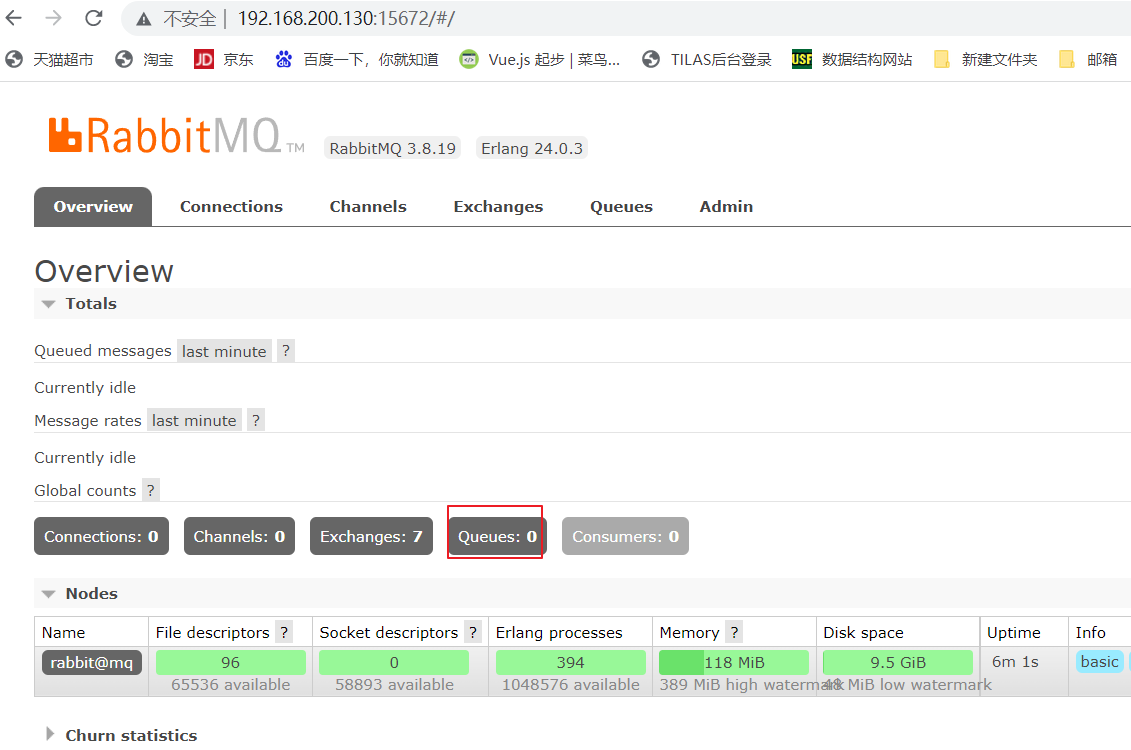 不安全 | 192.168.200.130:15672/#/
天猫超市 淘宝 JD 京东 百度一下，你就知道 Vue.js 起步 | 菜鸟... TILAS后台登录 USF 数据结构网站 新建文件夹 邮箱
RabbitMQ TM RabbitMQ 3.8.19 Erlang 24.0.3
Overview Connections Channels Exchanges Queues Admin
Overview
Totals
Queued messages last minute ?
Currently idle
Message rates last minute ?
Currently idle
Global counts ?
Connections: 0 Channels: 0 Exchanges: 7 Queues: 0 Consumers: 0
Nodes
Name File descriptors ? Socket descriptors ? Erlang processes Memory ? Disk space Uptime Info
rabbit@mq 96 0 394 118 MiB 9.5 GiB 6m 1s basic
65536 available 58893 available 1048576 available 389 MiB high watermark 48 MiB low watermark
Churn statistics